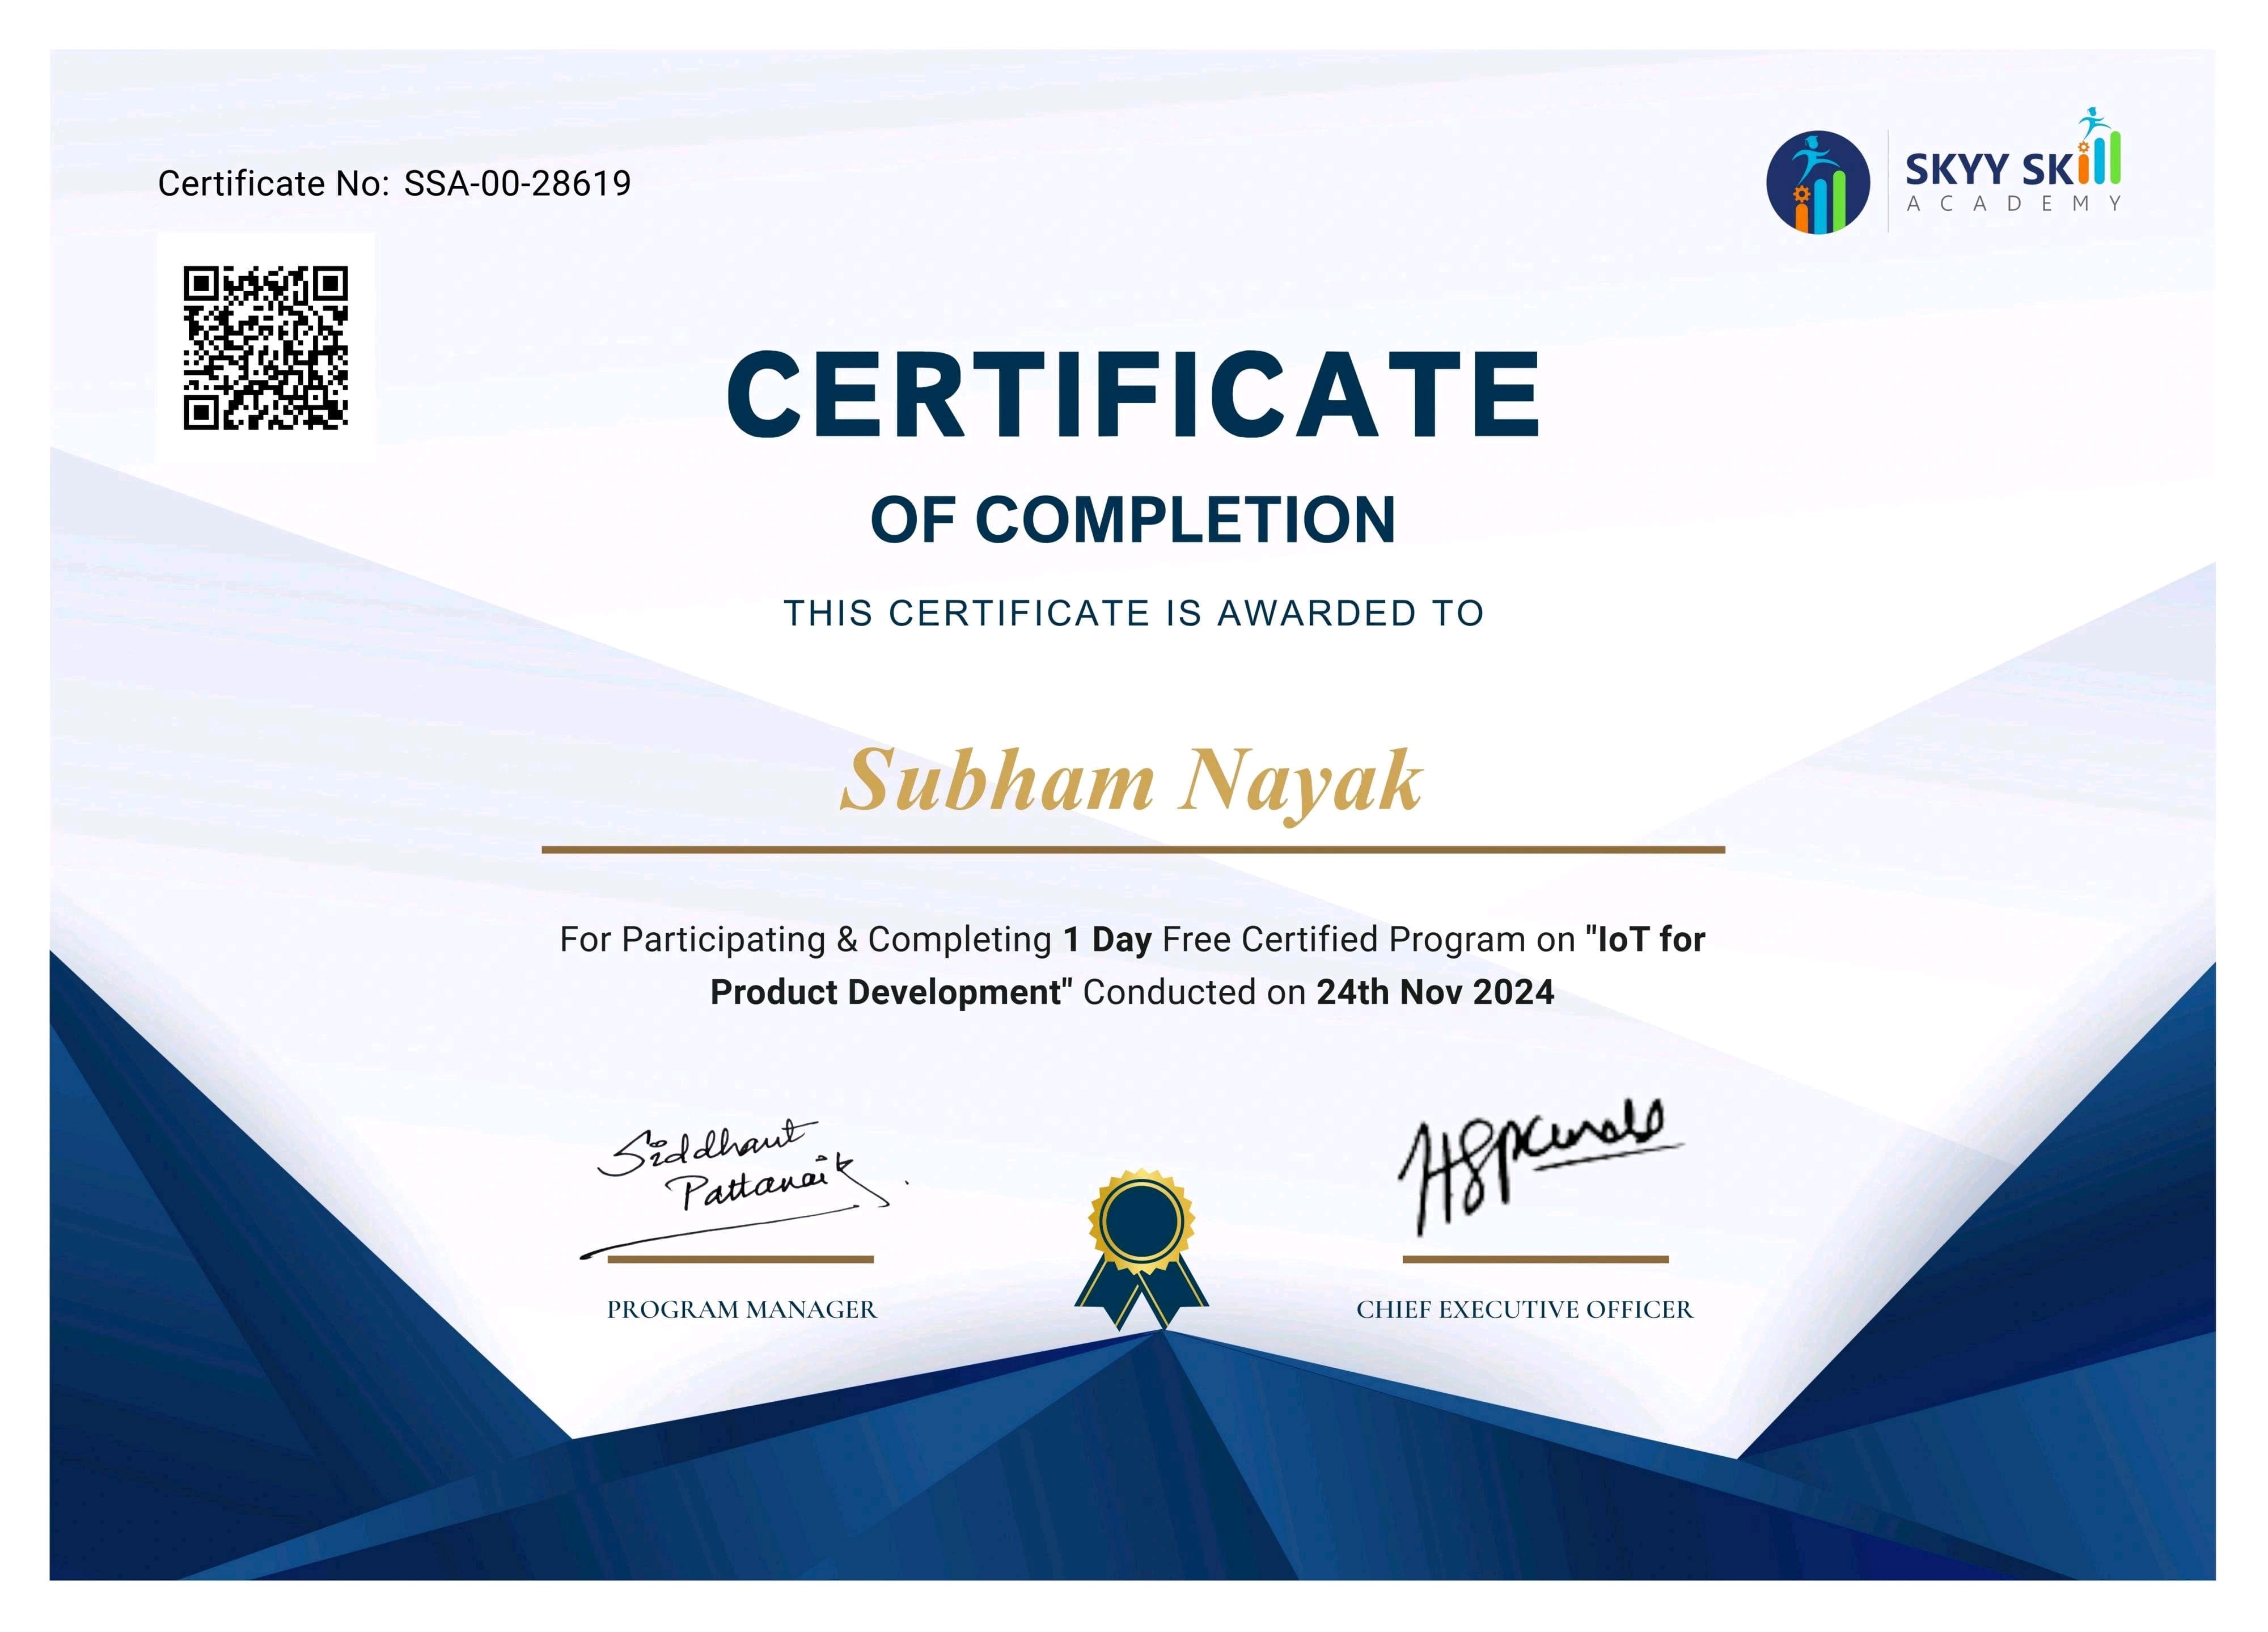 Certificate No: SSA-00-28619
SKYY SKill
ACADEMY
CERTIFICATE
OF COMPLETION
THIS CERTIFICATE IS AWARDED TO
Subham Nayak
For Participating & Completing 1 Day Free Certified Program on "IoT for
Product Development" Conducted on 24th Nov 2024
Siddhant
Pattanaik
PROGRAM MANAGER
CHIEF EXECUTIVE OFFICER